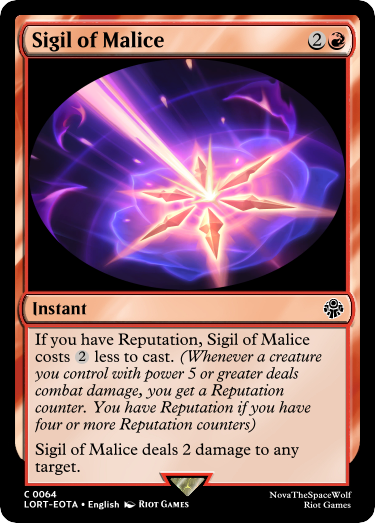 Sigil of Malice 2
Instant
If you have Reputation, Sigil of Malice
costs 2 less to cast. (Whenever a creature
you control with power 5 or greater deals
combat damage, you get a Reputation
counter. You have Reputation if you have
four or more Reputation counters)
Sigil of Malice deals 2 damage to any
target.
C 0064
LORT-EOTA • English Riot Games
NovaTheSpaceWolf
Riot Games